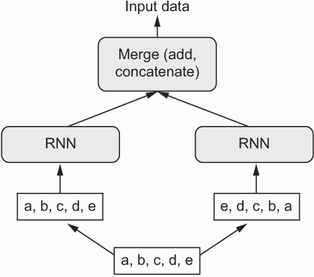 Input data
Merge (add,
concatenate)
RNN
RNN
a, b, c, d, e
e, d, c, b, a
a, b, c, d, e